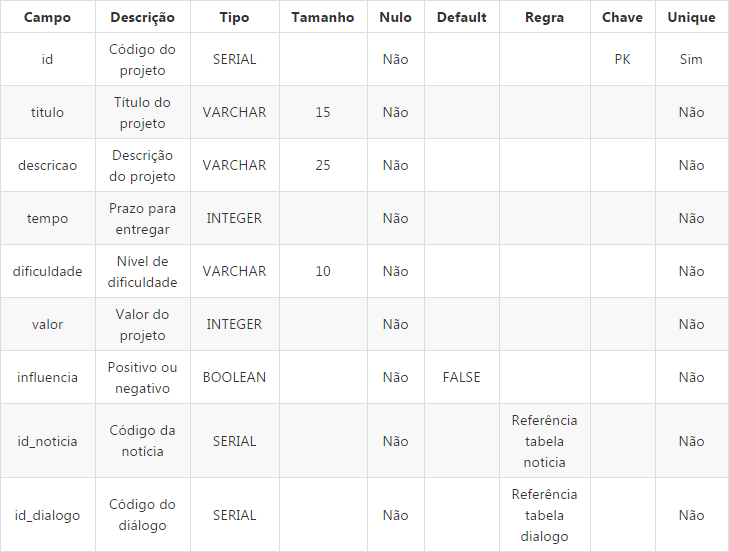 Campo Descrição Tipo Tamanho Nulo Default Regra Chave Unique
id Código do projeto SERIAL Não PK Sim
titulo Título do projeto VARCHAR 15 Não Não
descricao Descrição do projeto VARCHAR 25 Não Não
tempo Prazo para entregar INTEGER Não Não
dificuldade Nível de dificuldade VARCHAR 10 Não Não
valor Valor do projeto INTEGER Não Não
influencia Positivo ou negativo BOOLEAN Não FALSE Não
id_noticia Código da notícia SERIAL Não Referência tabela noticia Não
id_dialogo Código do diálogo SERIAL Não Referência tabela dialogo Não